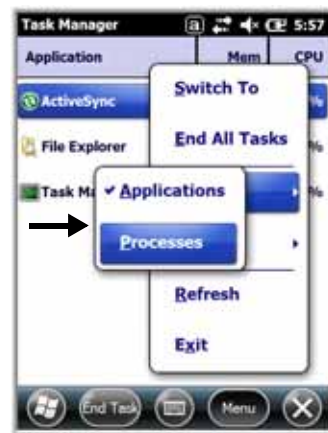 Task Manager 5:57
Application Mem CPU
ActiveSync %
Switch To
File Explorer %
End All Tasks
Task Ma %
✓ Applications
Processes
Refresh
Exit
End Task Menu